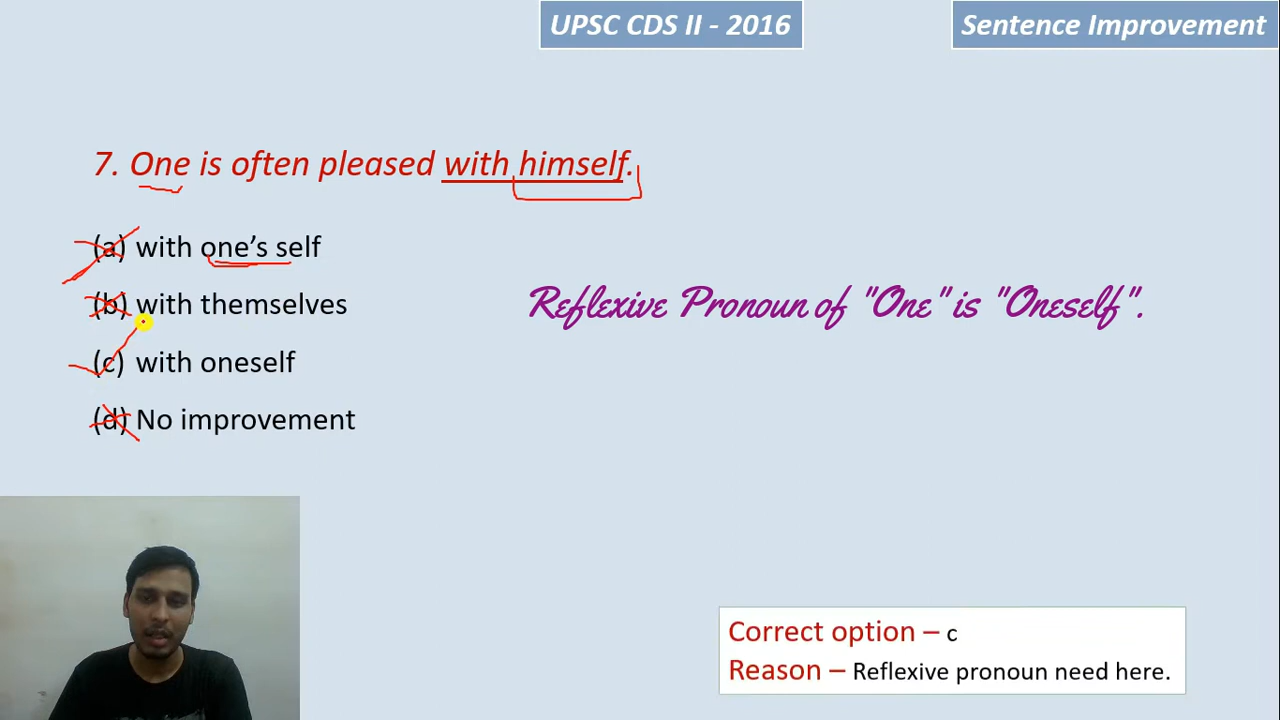 UPSC CDS II - 2016
Sentence Improvement
7. One is often pleased with himself.
(a) with one’s self
(b) with themselves
(c) with oneself
(d) No improvement
Reflexive Pronoun of "One" is "Oneself".
Correct option – c
Reason – Reflexive pronoun need here.